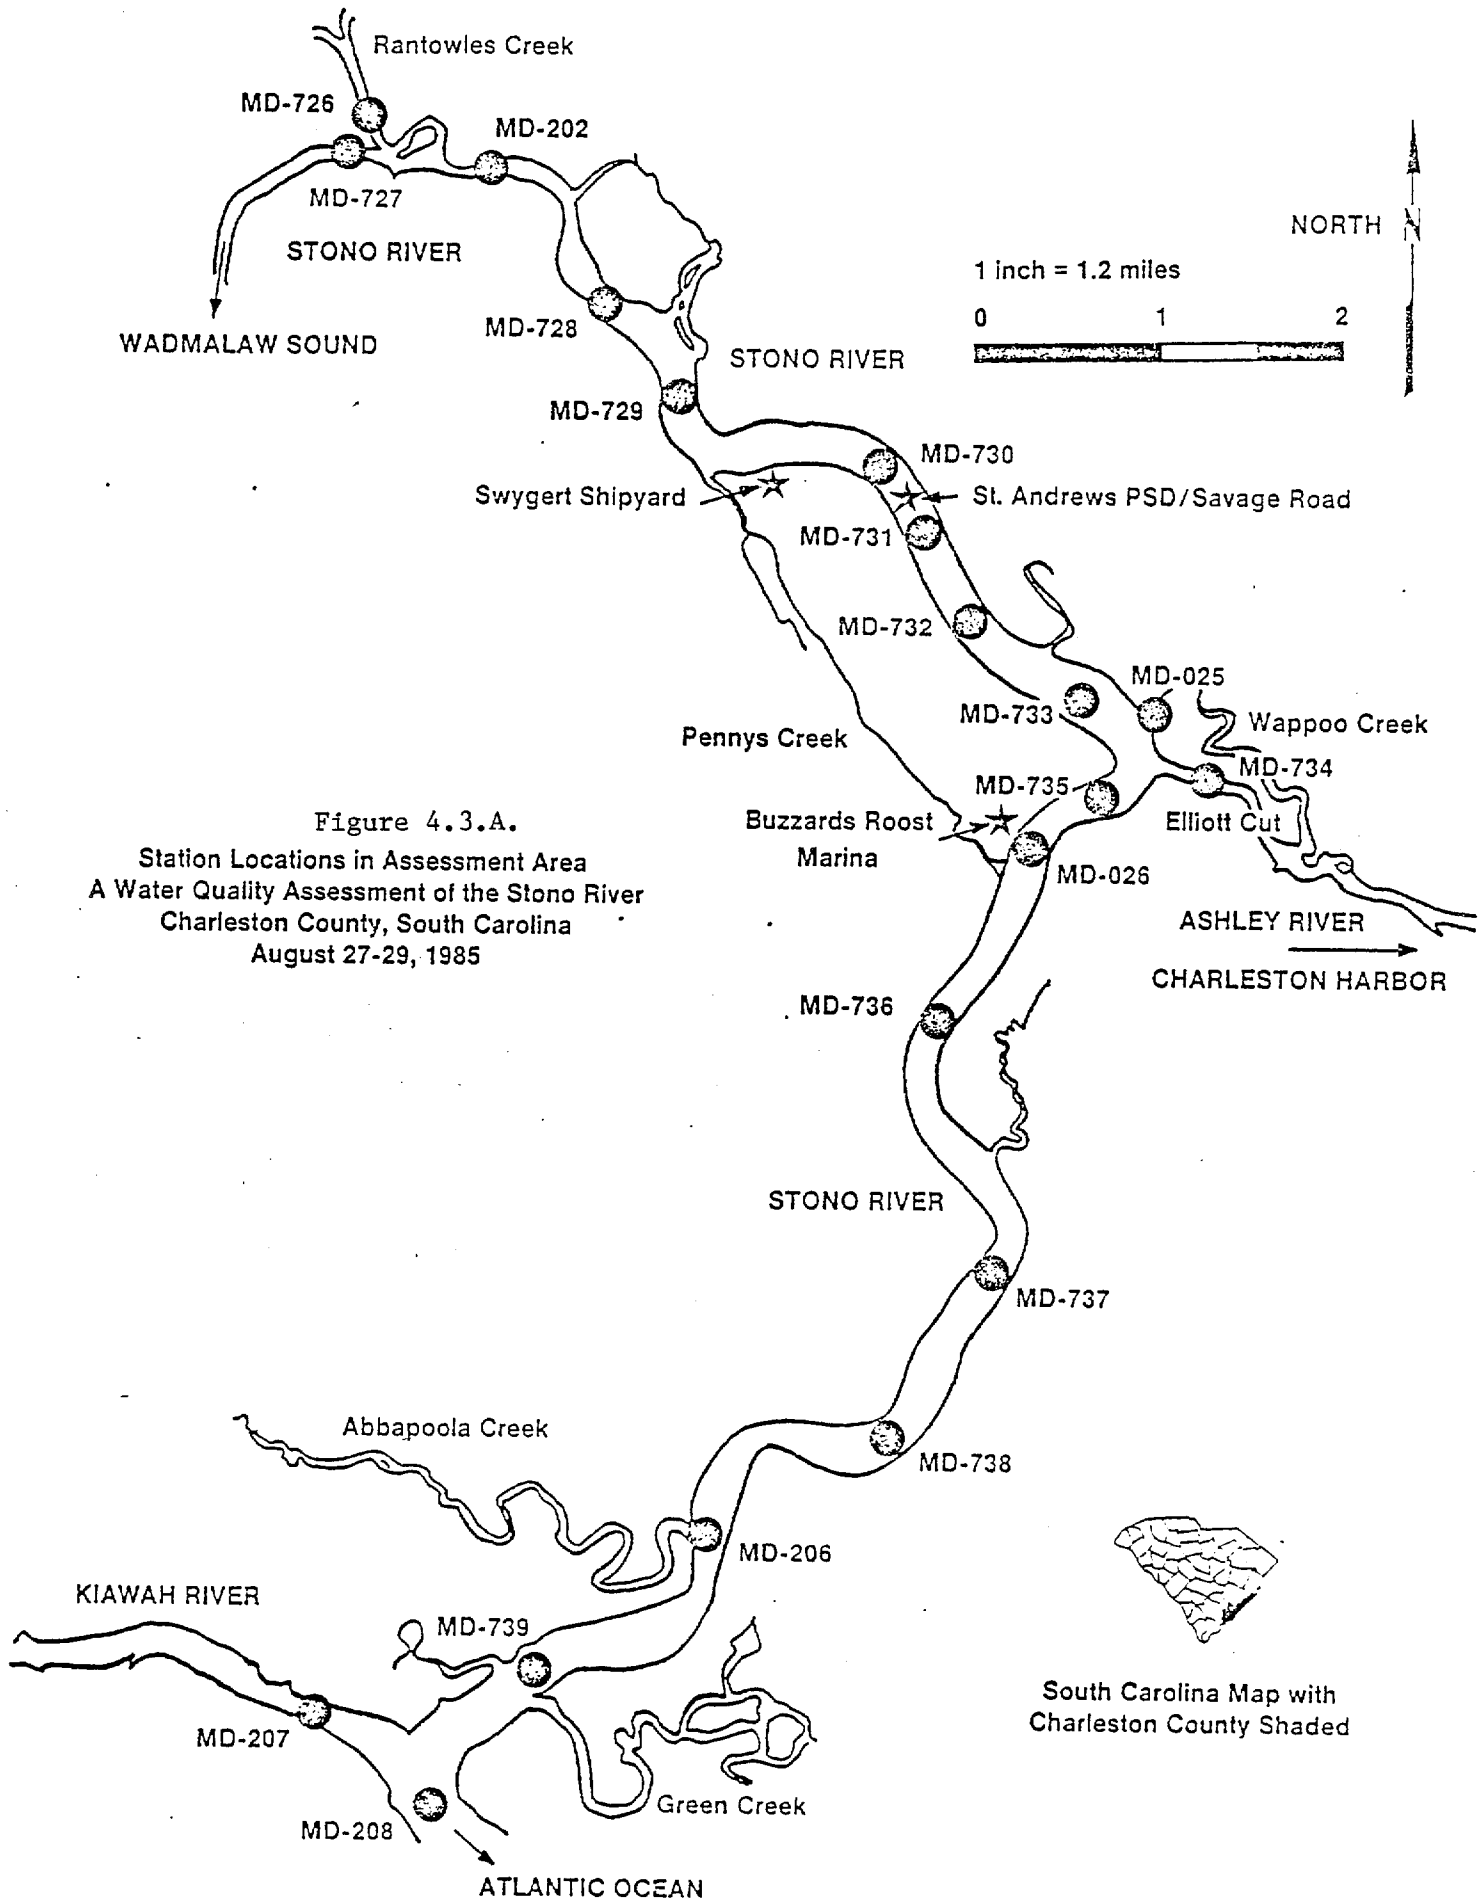 Rantowles Creek
MD-726
MD-202
MD-727
STONO RIVER
NORTH
N
1 inch = 1.2 miles
0 1 2
MD-728
WADMALAW SOUND
STONO RIVER
MD-729
MD-730
Swygert Shipyard
St. Andrews PSD/Savage Road
MD-731
MD-732
MD-025
MD-733
Wappoo Creek
Pennys Creek
MD-734
MD-735
Buzzards Roost
Marina
Elliott Cut
MD-026
Figure 4.3.A.
Station Locations in Assessment Area
A Water Quality Assessment of the Stono River
Charleston County, South Carolina
August 27-29, 1985
ASHLEY RIVER
CHARLESTON HARBOR
MD-736
STONO RIVER
MD-737
Abbapoola Creek
MD-738
MD-206
KIAWAH RIVER
MD-739
South Carolina Map with
Charleston County Shaded
MD-207
Green Creek
MD-208
ATLANTIC OCEAN